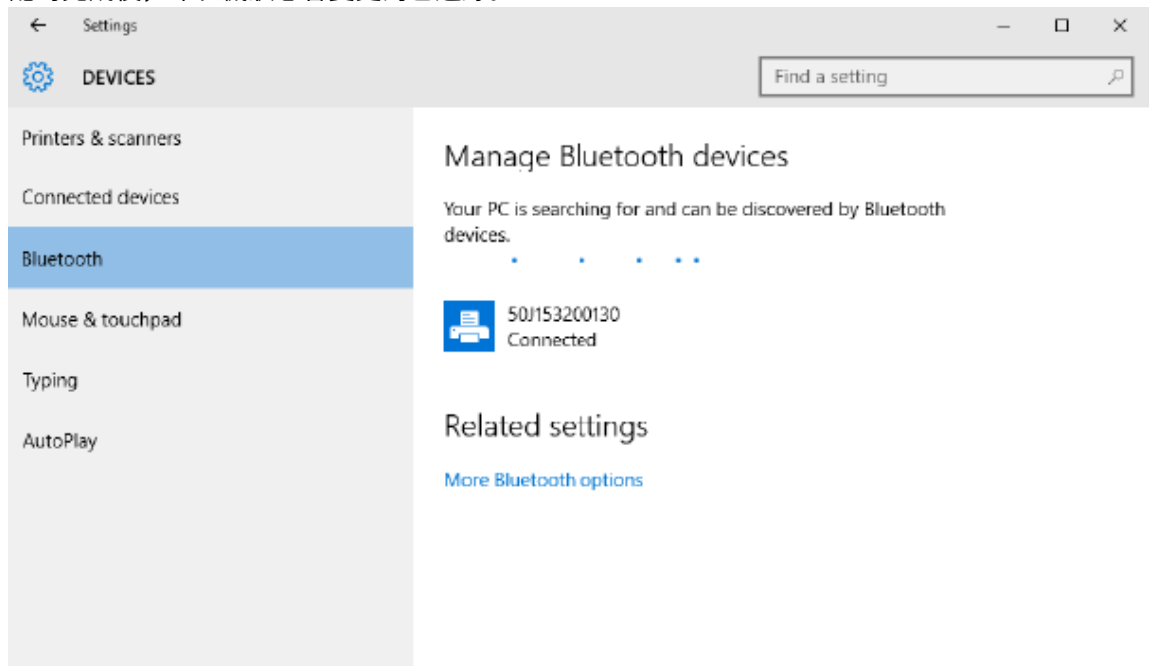 Settings
DEVICES
Find a setting
Printers & scanners
Connected devices
Bluetooth
Mouse & touchpad
Typing
AutoPlay
Manage Bluetooth devices
Your PC is searching for and can be discovered by Bluetooth
devices.
50J153200130
Connected
Related settings
More Bluetooth options